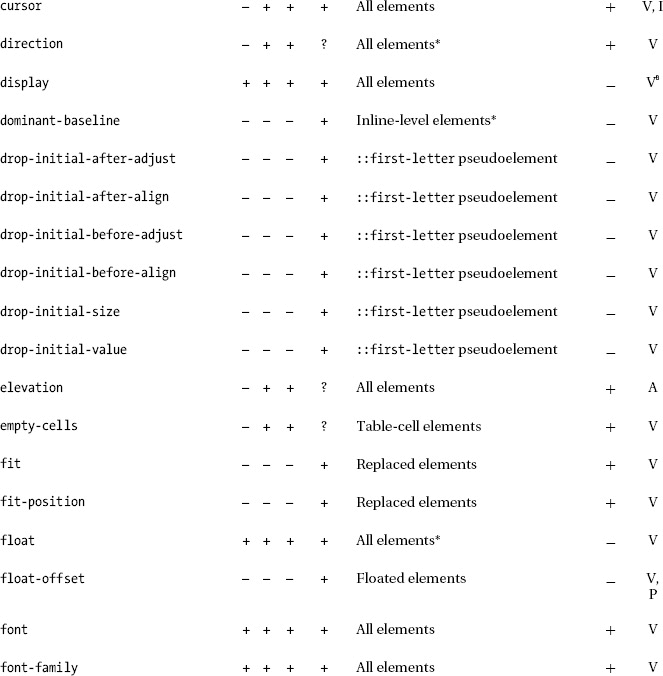 cursor – + + + All elements + V, I
direction – + + ? All elements* + V
display + + + + All elements – Va
dominant-baseline – – – + Inline-level elements* – V
drop-initial-after-adjust – – – + ::first-letter pseudoelement – V
drop-initial-after-align – – – + ::first-letter pseudoelement – V
drop-initial-before-adjust – – – + ::first-letter pseudoelement – V
drop-initial-before-align – – – + ::first-letter pseudoelement – V
drop-initial-size – – – + ::first-letter pseudoelement – V
drop-initial-value – – – + ::first-letter pseudoelement – V
elevation – + + ? All elements + A
empty-cells – + + ? Table-cell elements + V
fit – – – + Replaced elements + V
fit-position – – – + Replaced elements + V
float + + + + All elements* – V
float-offset – – – + Floated elements – V,
P
font + + + + All elements + V
font-family + + + + All elements + V